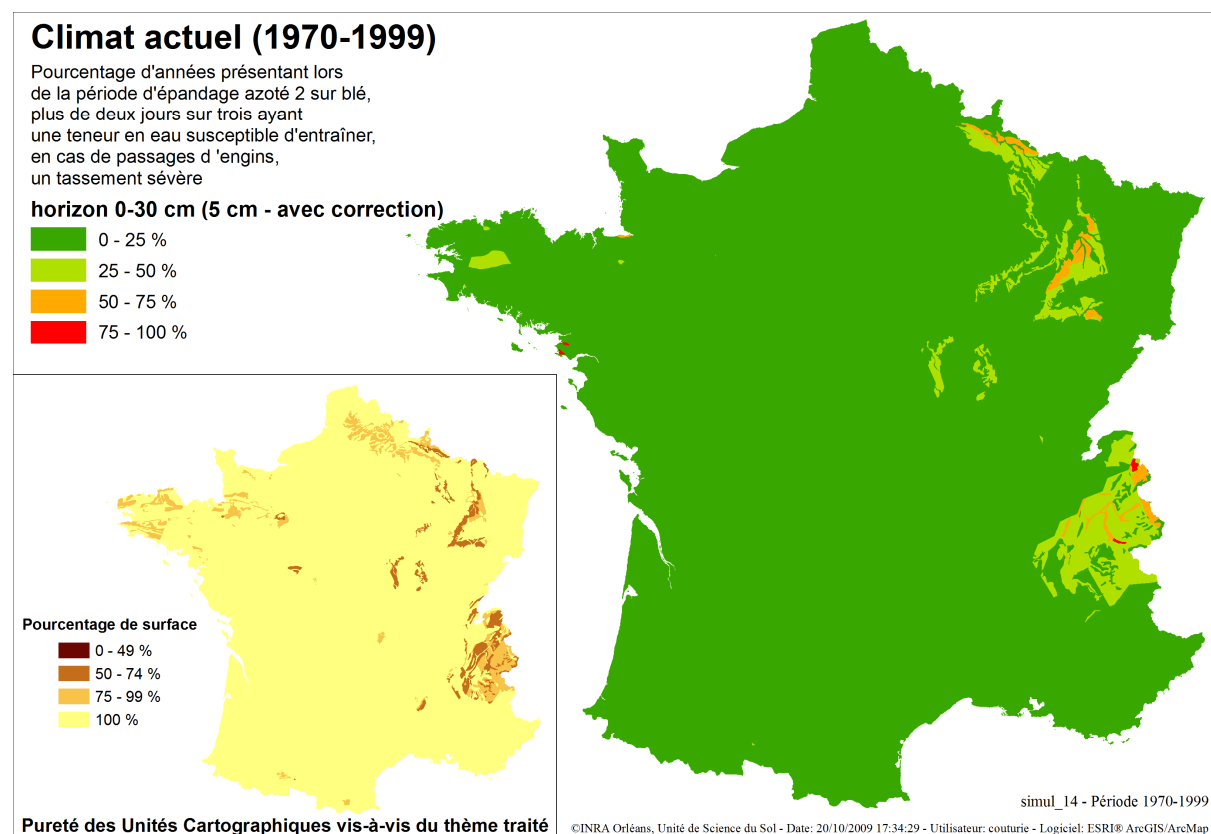 Climat actuel (1970-1999)
Pourcentage d'années présentant lors
de la période d'épandage azoté 2 sur blé,
plus de deux jours sur trois ayant
une teneur en eau susceptible d'entraîner,
en cas de passages d 'engins,
un tassement sévère
horizon 0-30 cm (5 cm - avec correction)
0 - 25 %
25 - 50 %
50 - 75 %
75 - 100 %
Pourcentage de surface
0 - 49 %
50 - 74 %
75 - 99 %
100 %
Pureté des Unités Cartographiques vis-à-vis du thème traité
simul_14 - Période 1970-1999
©INRA Orléans, Unité de Science du Sol - Date: 20/10/2009 17:34:29 - Utilisateur: couturie - Logiciel: ESRI® ArcGIS/ArcMap